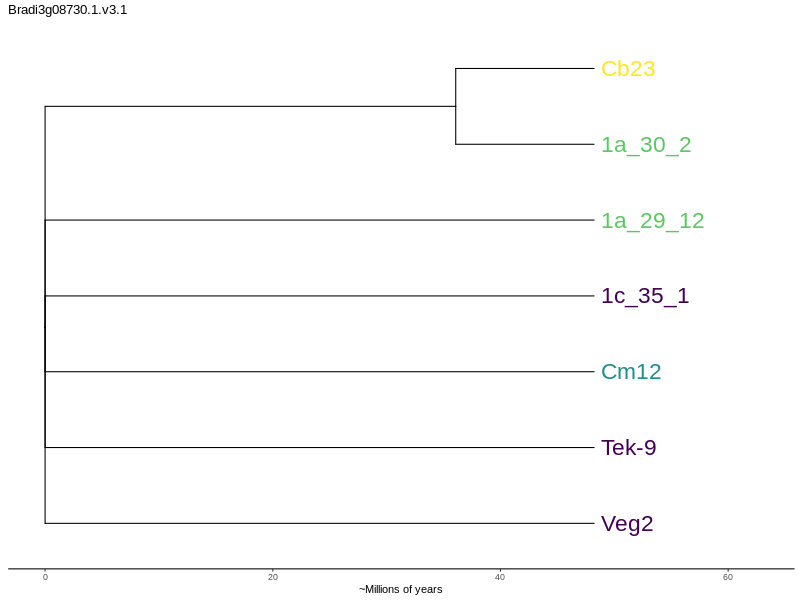 Bradi3g08730.1.v3.1
Cb23
1a_30_2
1a_29_12
1c_35_1
Cm12
Tek-9
Veg2
0 20 40 60
~Millions of years